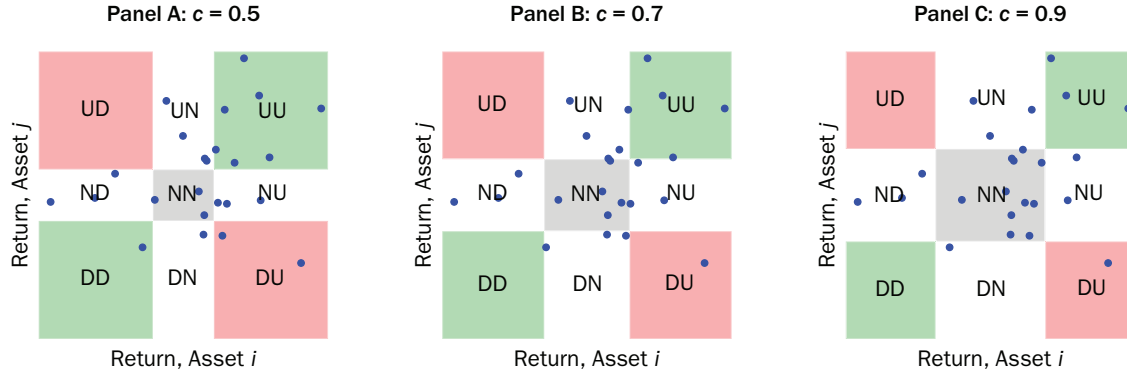 Panel A: c = 0.5
Return, Asset j
UD
UN
UU
ND
NN
NU
DD
DN
DU
Return, Asset i
Panel B: c = 0.7
Return, Asset j
UD
UN
UU
ND
NN
NU
DD
DN
DU
Return, Asset i
Panel C: c = 0.9
Return, Asset j
UD
UN
UU
ND
NN
NU
DD
DN
DU
Return, Asset i